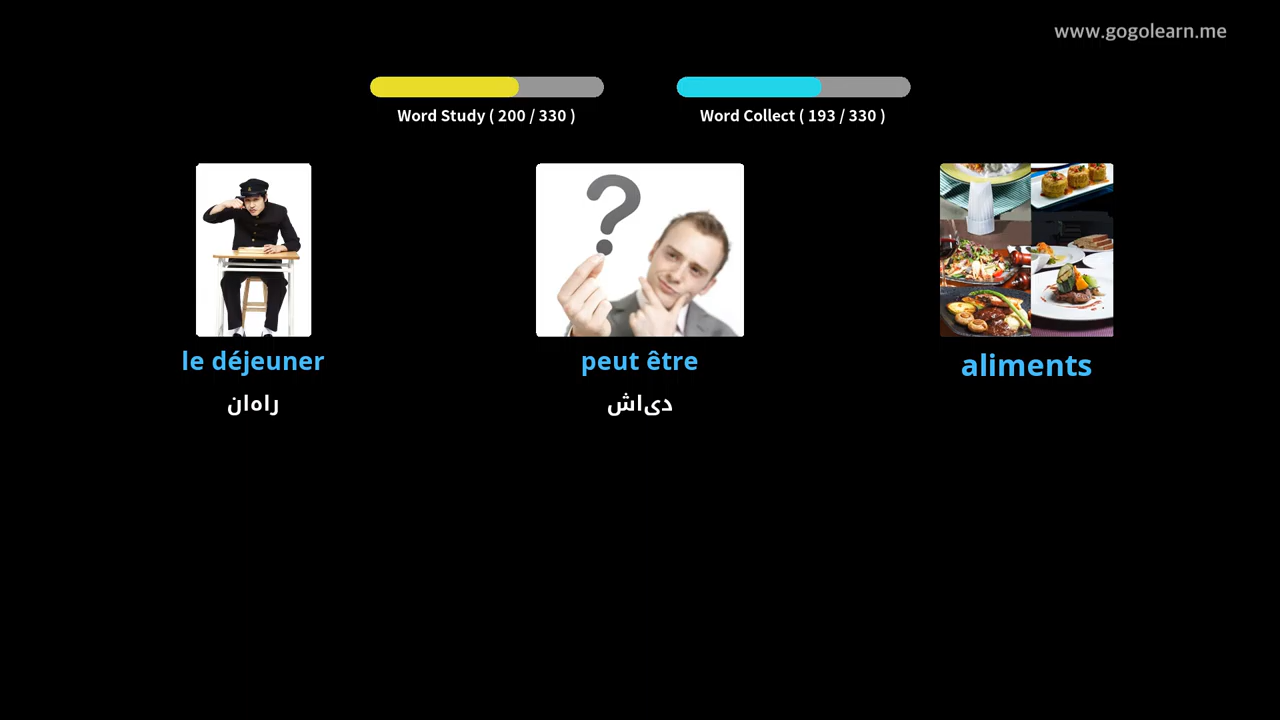 www.gogolearn.me
Word Study ( 200 / 330 )
Word Collect ( 193 / 330 )
le déjeuner
راهان
peut être
دیاش
aliments